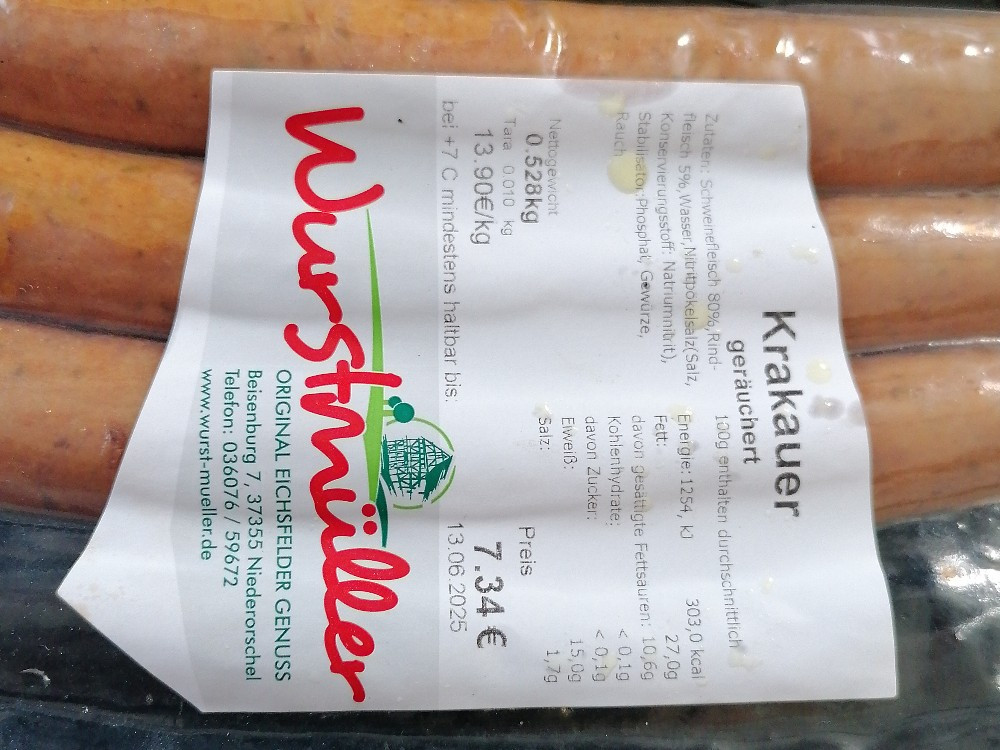 Krakauer
geräuchert
Zutaten: Schweinefleisch 80%,Rind-
fleisch 5%,Wasser,Nitritpökelsalz(Salz,
Konservierungsstoff: Natriumnitrit),
Stabilisator:Phosphat, Gewürze,
Rauch
100g enthalten durchschnittlich
Energie:1254, kJ 303,0 kcal
Fett: 27,0g
davon gesättigte Fettsauren: 10,6g
Kohlenhydrate: < 0,1g
davon Zucker: < 0,1g
Eiweiß: 15,0g
Salz: 1,7g
Nettogewicht
0.528kg
Tara 0.010 kg
13.90€/kg
Preis
7.34 €
bei +7 C mindestens haltbar bis: 13.06.2025
Wurstmüller
ORIGINAL EICHSFELDER GENUSS
Beisenburg 7, 37355 Niederorschel
Telefon: 036076 / 59672
www.wurst-mueller.de